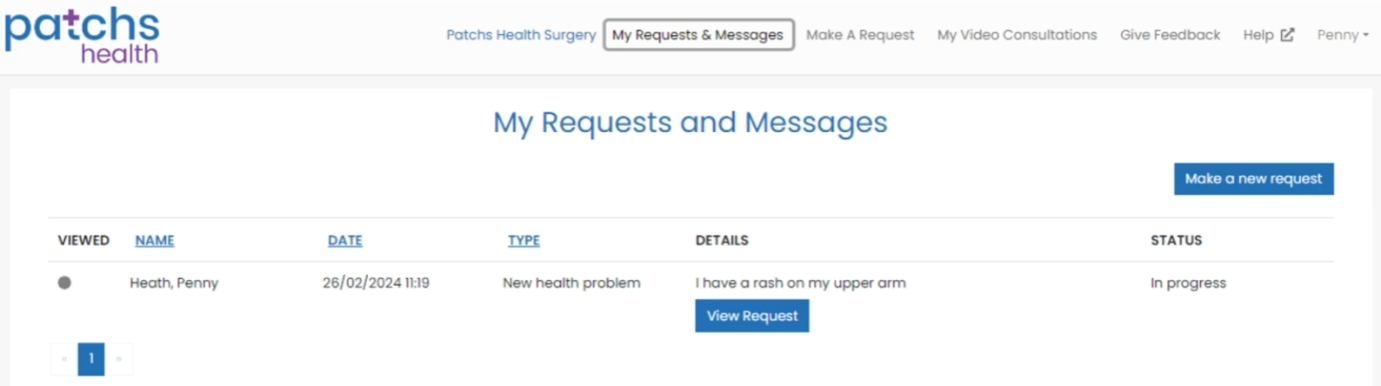 patchs
health
Patchs Health Surgery My Requests & Messages Make A Request My Video Consultations Give Feedback Help Penny
My Requests and Messages
Make a new request
VIEWED NAME DATE TYPE DETAILS STATUS
Heath, Penny 26/02/2024 11:19 New health problem I have a rash on my upper arm In progress
View Request
« 1 »